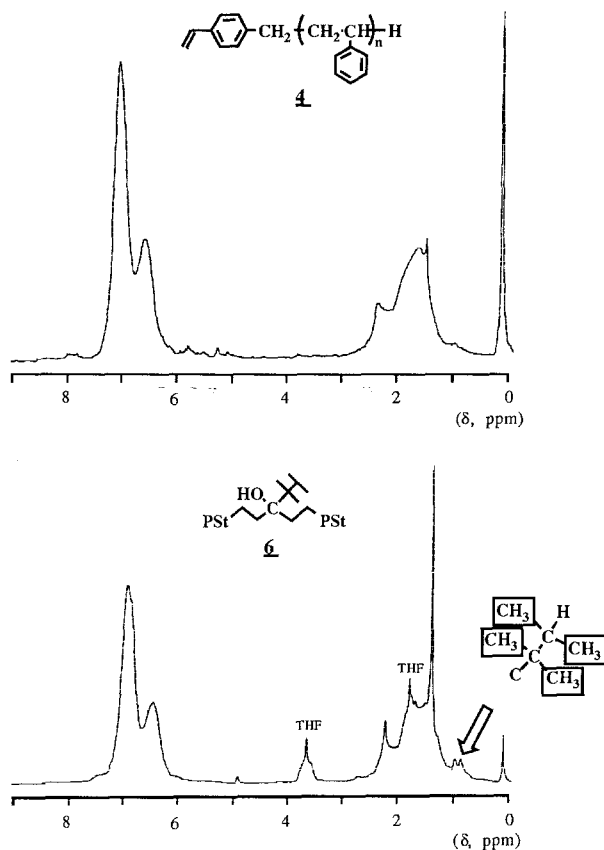 CH2 CH2 CH n H
4
8 6 4 2 0
(δ, ppm)
HO
C
PSt PSt
6
CH3 H
CH3 C CH3
C
C CH3
THF
THF
8 6 4 2 0
(δ, ppm)